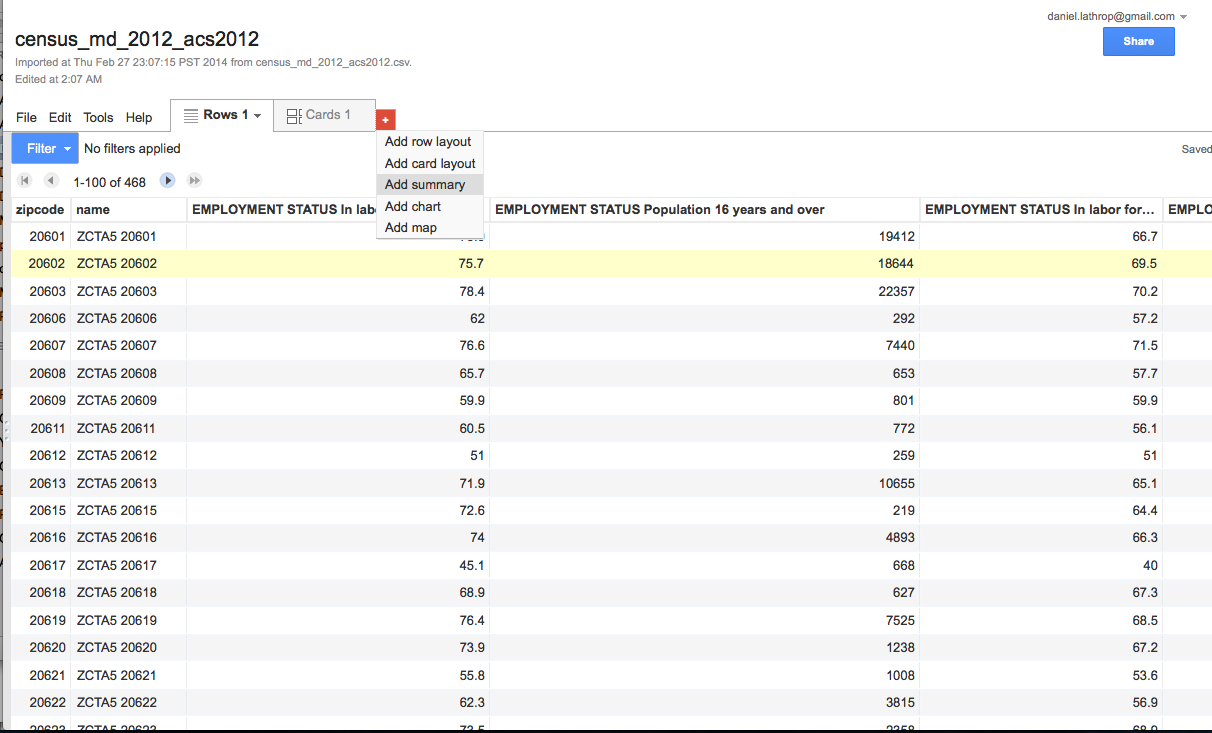 daniel.lathrop@gmail.com
census_md_2012_acs2012
Share
Imported at Thu Feb 27 23:07:15 PST 2014 from census_md_2012_acs2012.csv.
Edited at 2:07 AM
File Edit Tools Help Rows 1 Cards 1 +
Filter No filters applied Saved
Add row layout
Add card layout
Add summary
Add chart
Add map
1-100 of 468
zipcode name EMPLOYMENT STATUS In EMPLOYMENT STATUS Population 16 years and over EMPLOYMENT STATUS In labor for...
20601 ZCTA5 20601 19412 66.7
20602 ZCTA5 20602 75.7 18644 69.5
20603 ZCTA5 20603 78.4 22357 70.2
20606 ZCTA5 20606 62 292 57.2
20607 ZCTA5 20607 76.6 7440 71.5
20608 ZCTA5 20608 65.7 653 57.7
20609 ZCTA5 20609 59.9 801 59.9
20611 ZCTA5 20611 60.5 772 56.1
20612 ZCTA5 20612 51 259 51
20613 ZCTA5 20613 71.9 10655 65.1
20615 ZCTA5 20615 72.6 219 64.4
20616 ZCTA5 20616 74 4893 66.3
20617 ZCTA5 20617 45.1 668 40
20618 ZCTA5 20618 68.9 627 67.3
20619 ZCTA5 20619 76.4 7525 68.5
20620 ZCTA5 20620 73.9 1238 67.2
20621 ZCTA5 20621 55.8 1008 53.6
20622 ZCTA5 20622 62.3 3815 56.9
20623 ZCTA5 20623